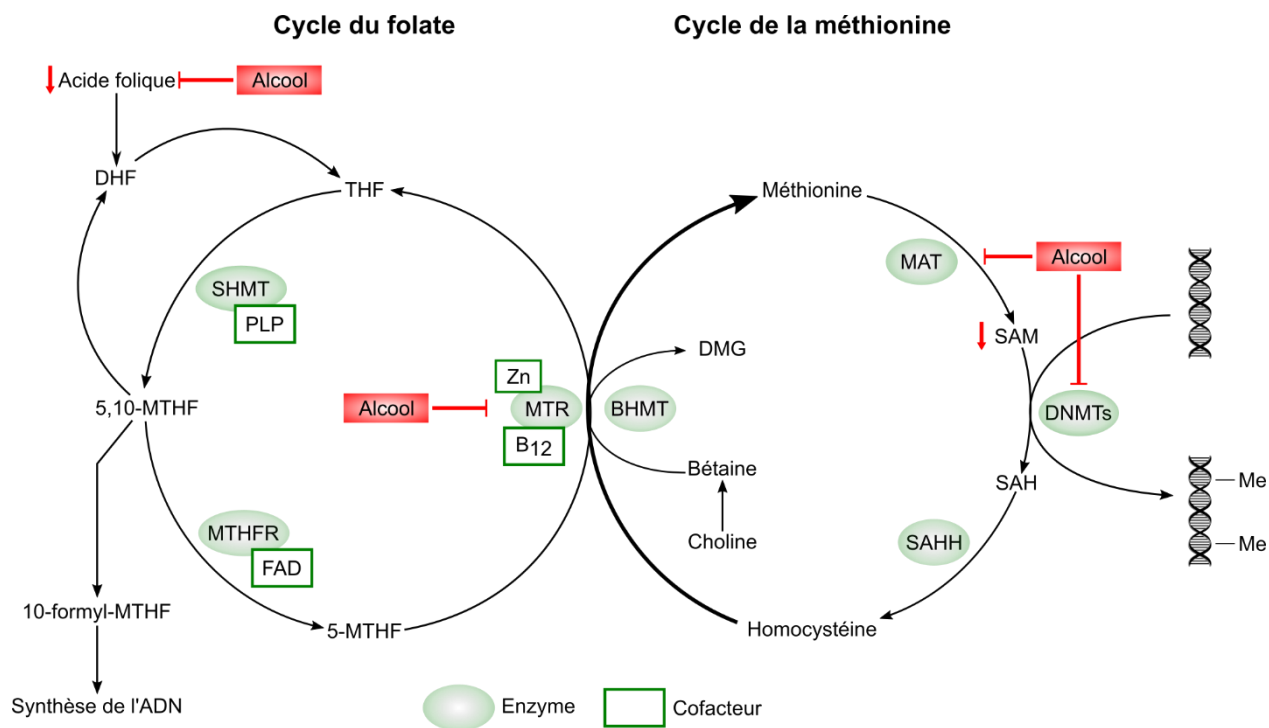 Cycle du folate
Cycle de la méthionine
Acide folique
Alcool
DHF
THF
Méthionine
SHMT
PLP
MAT
Alcool
SAM
DMG
Zn
5,10-MTHF
Alcool
MTR
BHMT
DNMTs
B12
Bétaine
SAH
Me
MTHFR
FAD
Choline
SAHH
Me
10-formyl-MTHF
5-MTHF
Homocystéine
Synthèse de l'ADN
Enzyme
Cofacteur